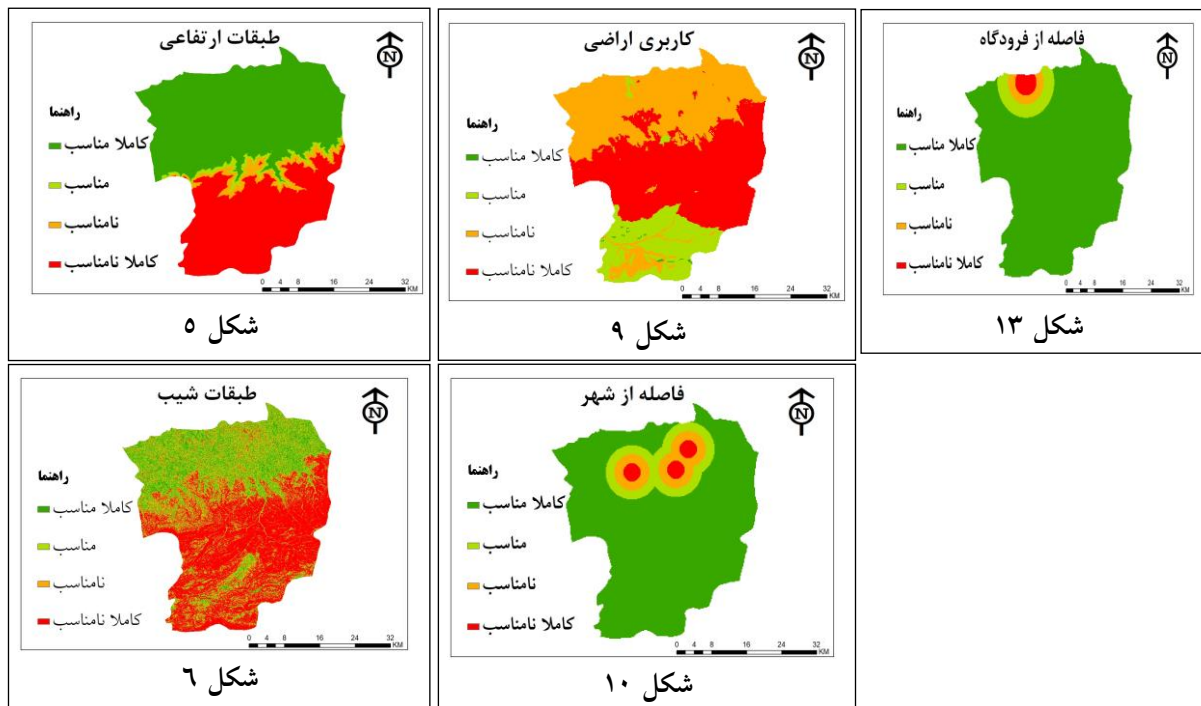 طبقات ارتفاعی
N
راهنما
کاملا مناسب
مناسب
نامناسب
کاملا نامناسب
0 4 8 16 24 32
KM
شکل ۵
کاربری اراضی
N
راهنما
کاملا مناسب
مناسب
نامناسب
کاملا نامناسب
0 4 8 16 24 32
KM
شکل ۹
فاصله از فرودگاه
N
راهنما
کاملا مناسب
مناسب
نامناسب
کاملا نامناسب
0 4 8 16 24 32
KM
شکل ۱۳
طبقات شیب
N
راهنما
کاملا مناسب
مناسب
نامناسب
کاملا نامناسب
0 4 8 16 24 32
KM
شکل ۶
فاصله از شهر
N
راهنما
کاملا مناسب
مناسب
نامناسب
کاملا نامناسب
0 4 8 16 24 32
KM
شکل ۱۰